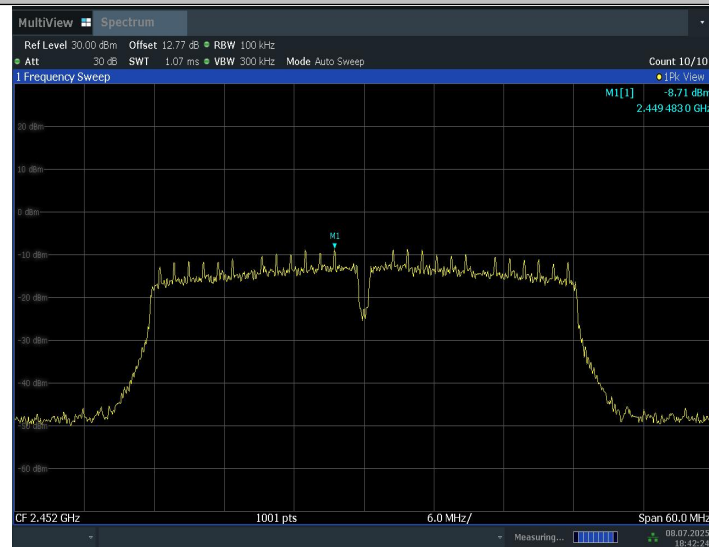 MultiView Spectrum
Ref Level 30.00 dBm Offset 12.77 dB RBW 100 kHz
Att 30 dB SWT 1.07 ms VBW 300 kHz Mode Auto Sweep Count 10/10
1 Frequency Sweep 1Pk View
M1[1] -8.71 dBm
2.449 483 0 GHz
20 dBm
10 dBm
0 dBm
M1
-10 dBm
-20 dBm
-30 dBm
-40 dBm
-50 dBm
-60 dBm
CF 2.452 GHz 1001 pts 6.0 MHz/ Span 60.0 MHz
Measuring... 08.07.2025
18:42:24